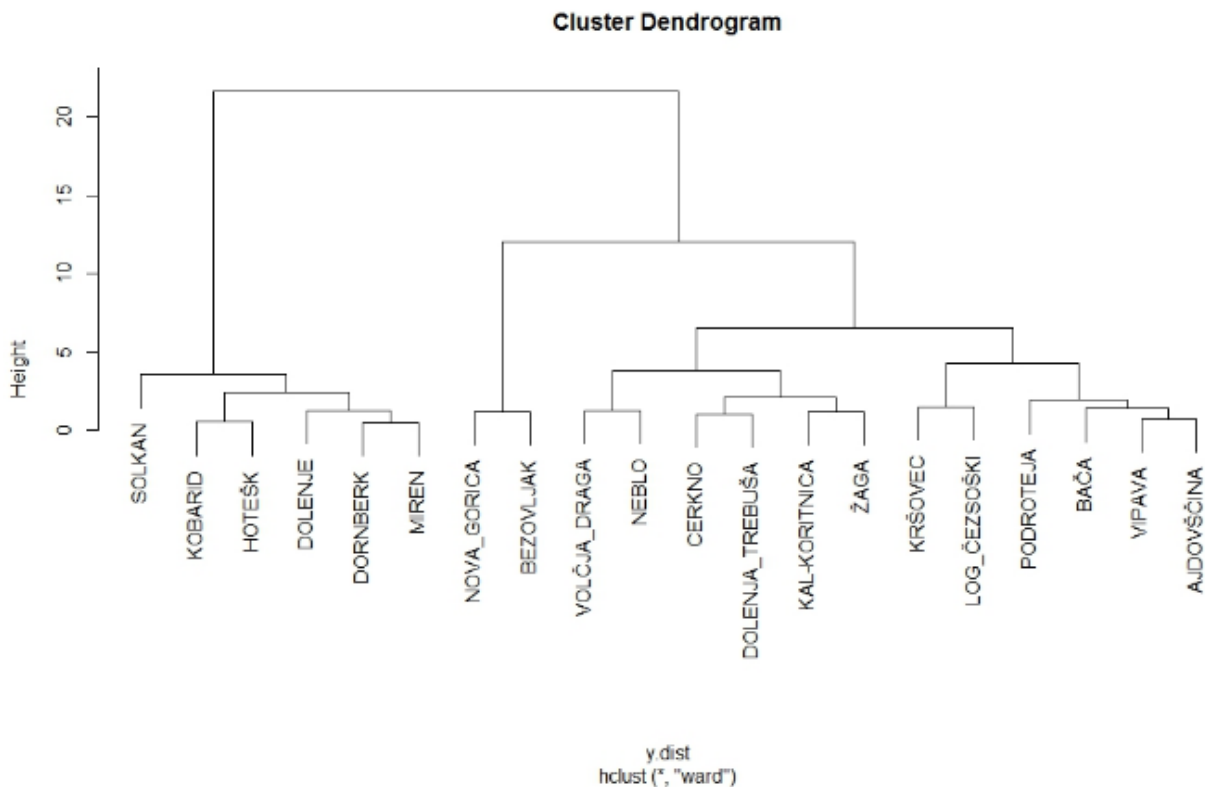 Cluster Dendrogram
Height
20
15
10
5
0
SOLKAN
KOBARID
HOTEŠK
DOLENJE
DORNBERK
MIREN
NOVA_GORICA
BEZOVLJAK
VOLČJA_DRAGA
NEBLO
CERKNO
DOLENJA_TREBUŠA
KAL-KORITNICA
ŽAGA
KRŠOVEC
LOG_ČEZSOŠKI
PODROTEJA
BAČA
VIPAVA
AJDOVŠČINA
y.dist
hclust (*, "ward")